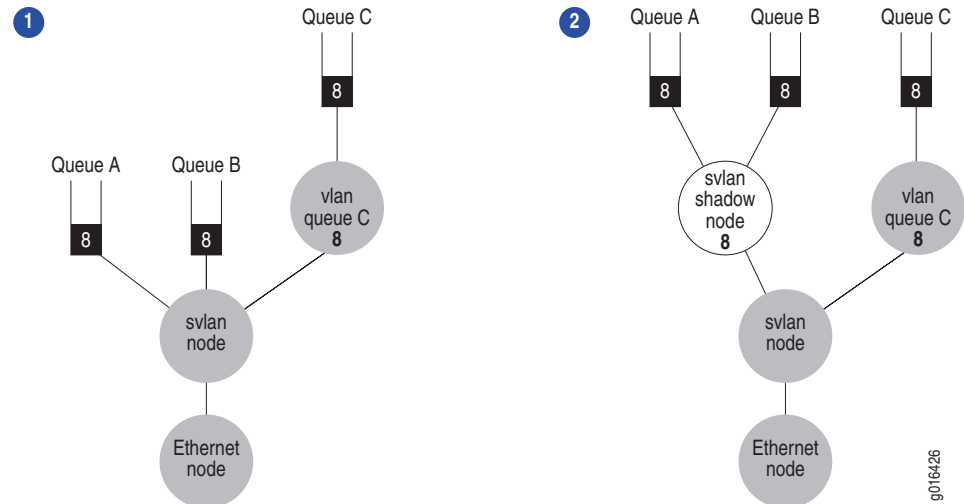 1
Queue C
8
Queue A
Queue B
8
8
vlan
queue C
8
svlan
node
Ethernet
node
2
Queue A
Queue B
Queue C
8
8
8
svlan
shadow
node
8
vlan
queue C
8
svlan
node
Ethernet
node
g016426